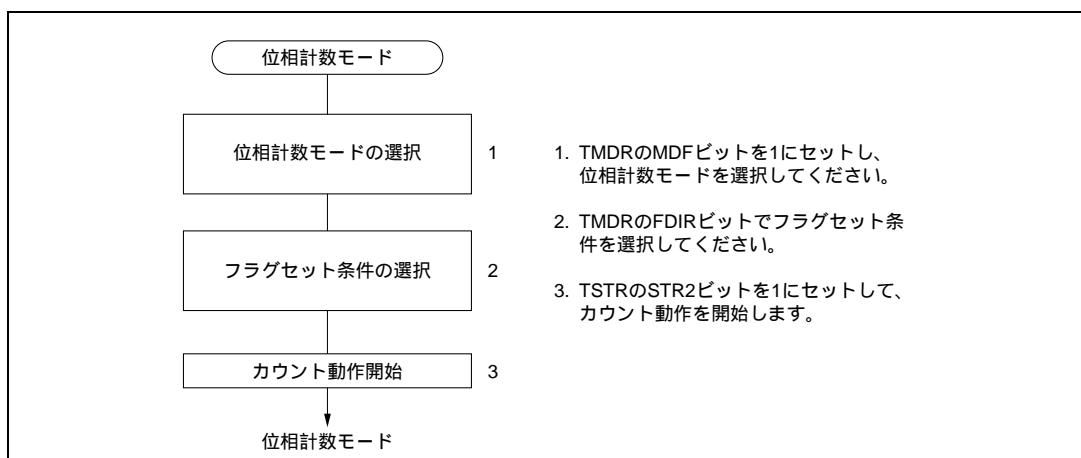 位相計数モード
位相計数モードの選択
1
フラグセット条件の選択
2
カウント動作開始
3
位相計数モード
1. TMDRのMDFビットを1にセットし、
位相計数モードを選択してください。
2. TMDRのFDIRビットでフラグセット条
件を選択してください。
3. TSTRのSTR2ビットを1にセットして、
カウント動作を開始します。